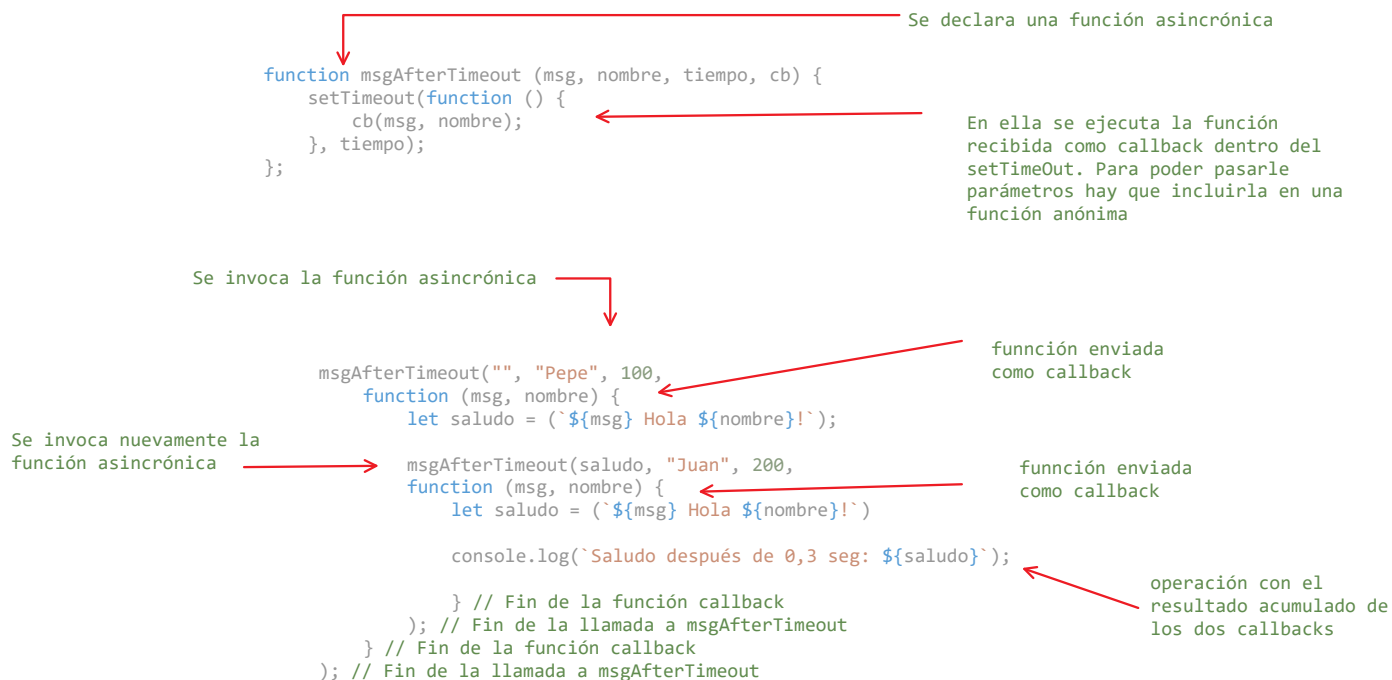 Se declara una función asincrónica
function msgAfterTimeout (msg, nombre, tiempo, cb) {
setTimeout(function () {
cb(msg, nombre);
}, tiempo);
};
En ella se ejecuta la función
recibida como callback dentro del
setTimeOut. Para poder pasarle
parámetros hay que incluirla en una
función anónima
Se invoca la función asincrónica
msgAfterTimeout("", "Pepe", 100,
function (msg, nombre) {
let saludo = (`${msg} Hola ${nombre}!`);
funnción enviada
como callback
Se invoca nuevamente la
función asincrónica
msgAfterTimeout(saludo, "Juan", 200,
function (msg, nombre) {
let saludo = (`${msg} Hola ${nombre}!`)
funnción enviada
como callback
console.log(`Saludo después de 0,3 seg: ${saludo}`);
operación con el
resultado acumulado de
los dos callbacks
} // Fin de la función callback
); // Fin de la llamada a msgAfterTimeout
} // Fin de la función callback
); // Fin de la llamada a msgAfterTimeout